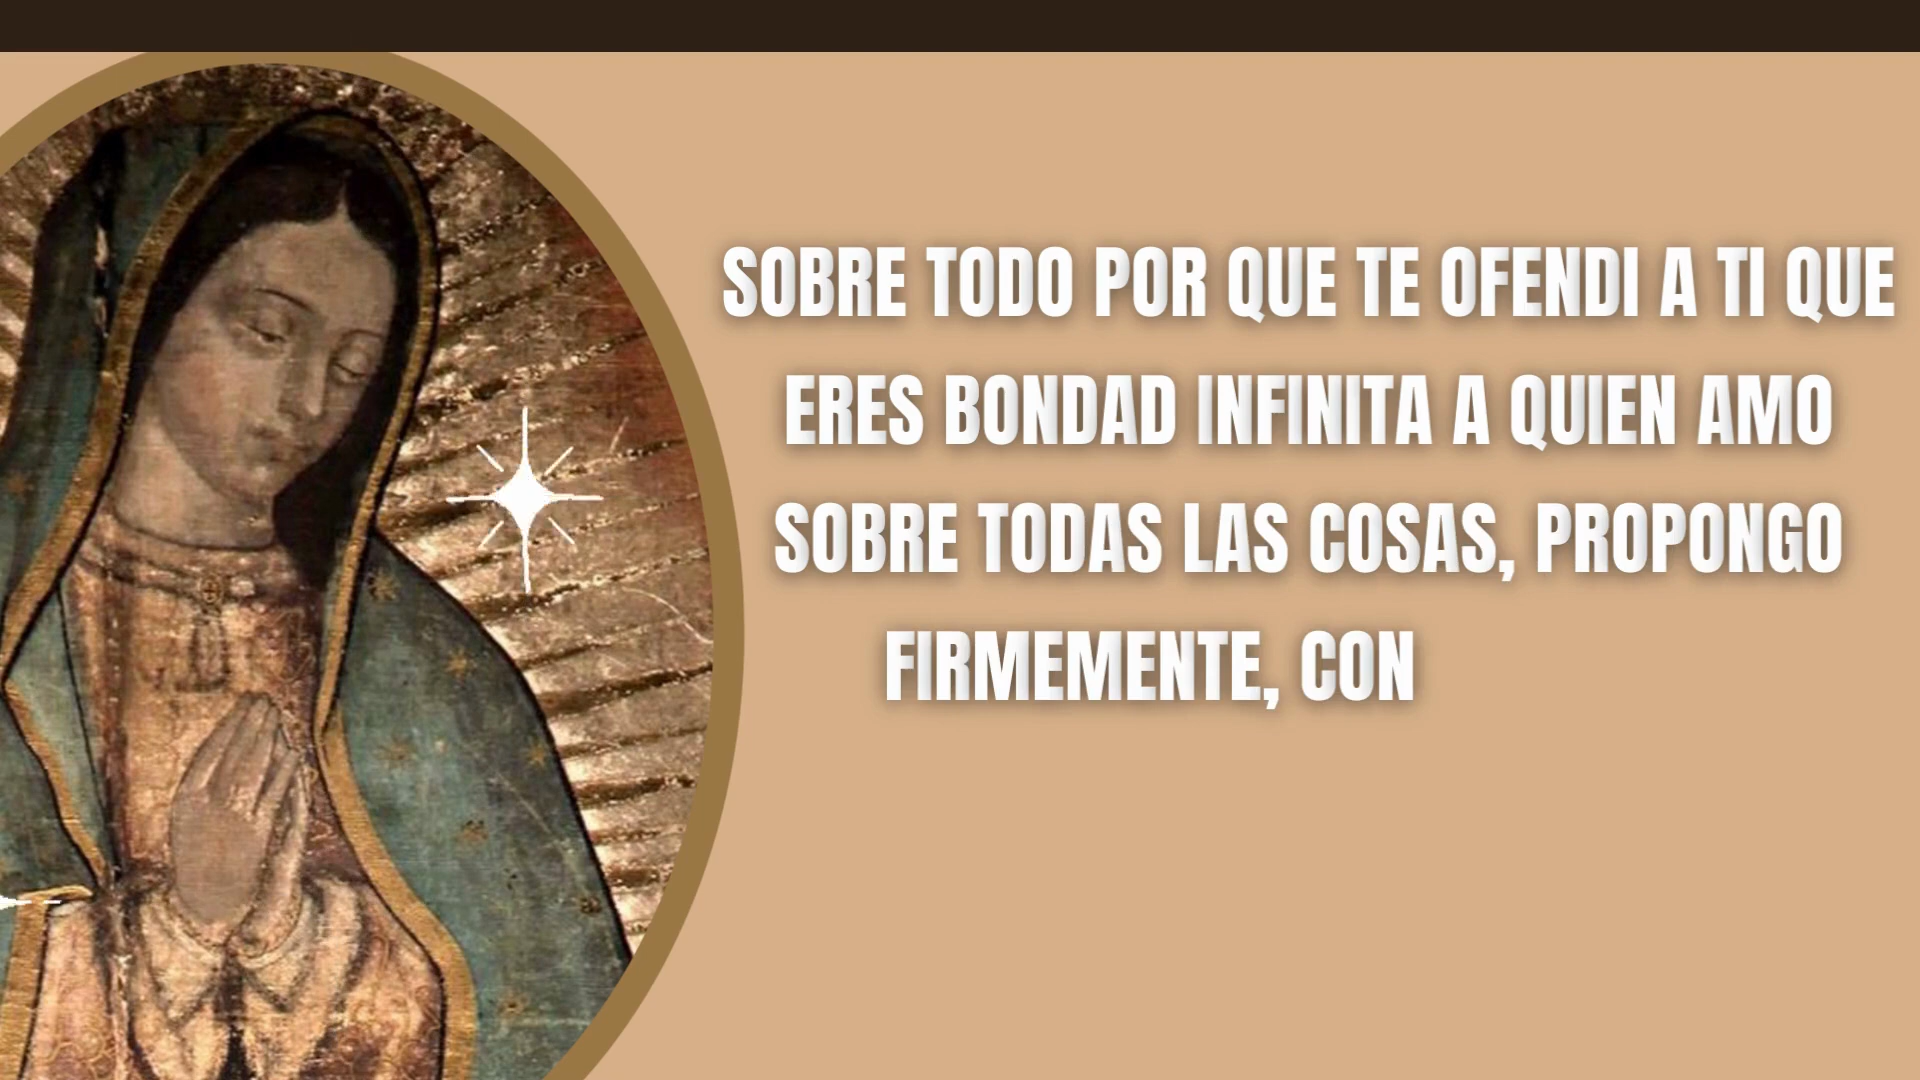 SOBRE TODO POR QUE TE OFENDI A TI QUE
ERES BONDAD INFINITA A QUIEN AMO
SOBRE TODAS LAS COSAS, PROPONGO
FIRMEMENTE, CON